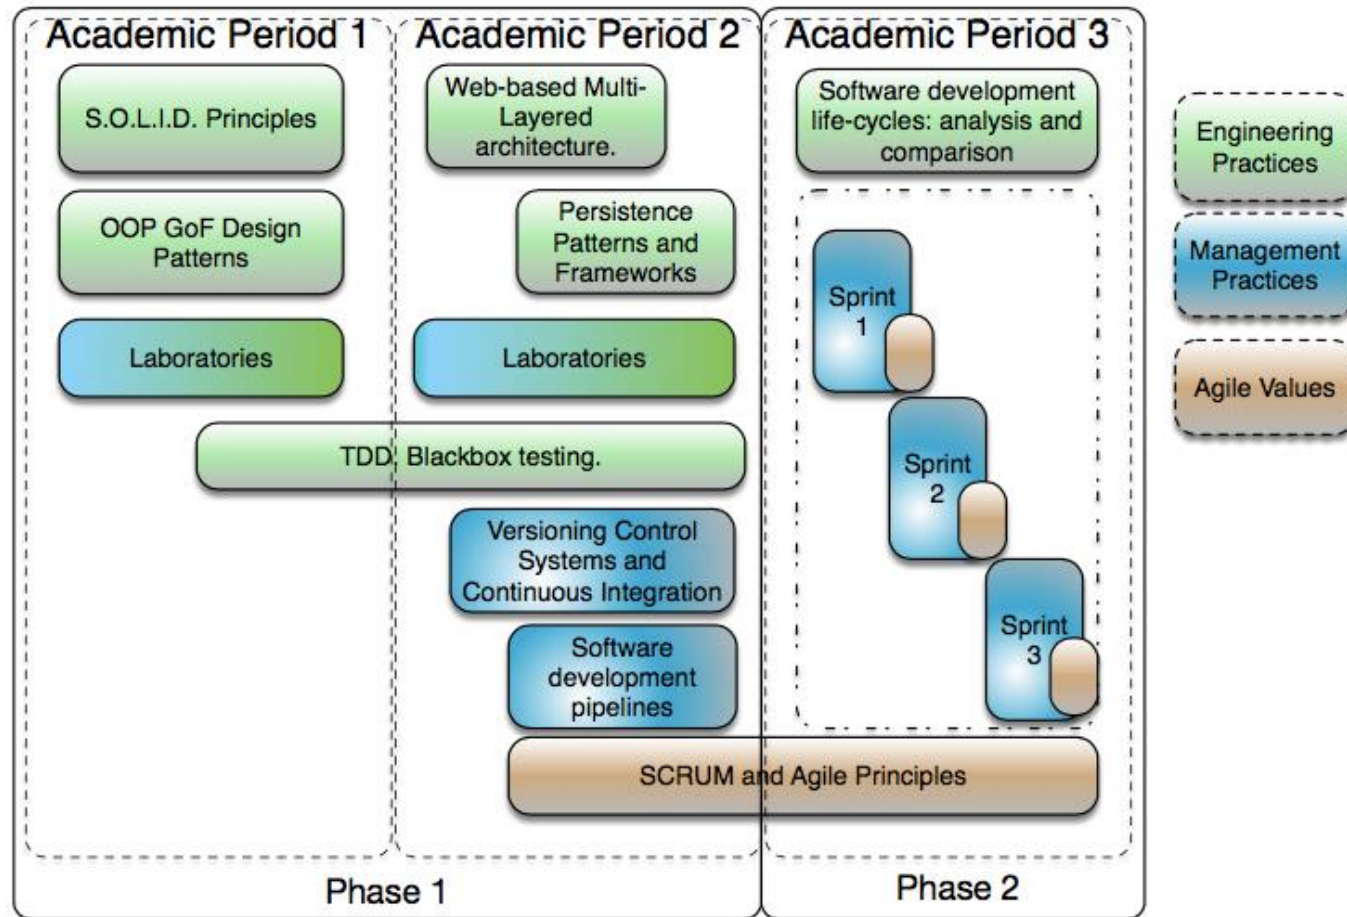 Academic Period 1
Academic Period 2
Academic Period 3
S.O.L.I.D. Principles
Web-based Multi-
Layered
architecture.
Software development
life-cycles: analysis and
comparison
Engineering
Practices
OOP GoF Design
Patterns
Persistence
Patterns and
Frameworks
Management
Practices
Sprint
1
Laboratories
Laboratories
Agile Values
TDD, Blackbox testing.
Sprint
2
Versioning Control
Systems and
Continuous Integration
Sprint
3
Software
development
pipelines
SCRUM and Agile Principles
Phase 1
Phase 2